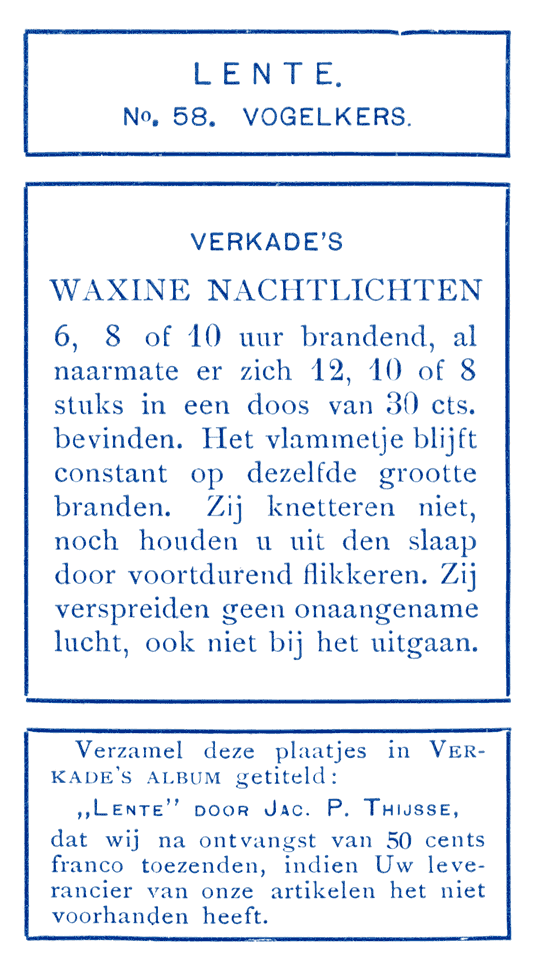 LENTE.
No. 58. VOGELKERS.
VERKADE'S
WAXINE NACHTLICHTEN
6, 8 of 10 uur brandend, al
naarmate er zich 12, 10 of 8
stuks in een doos van 30 cts.
bevinden. Het vlammetje blijft
constant op dezelfde grootte
branden. Zij knetteren niet,
noch houden u uit den slaap
door voortdurend flikkeren. Zij
verspreiden geen onaangename
lucht, ook niet bij het uitgaan.
Verzamel deze plaatjes in VER-
KADE'S ALBUM getiteld:
„LENTE” DOOR JAC. P. THIJSSE,
dat wij na ontvangst van 50 cents
franco toezenden, indien Uw leve-
rancier van onze artikelen het niet
voorhanden heeft.